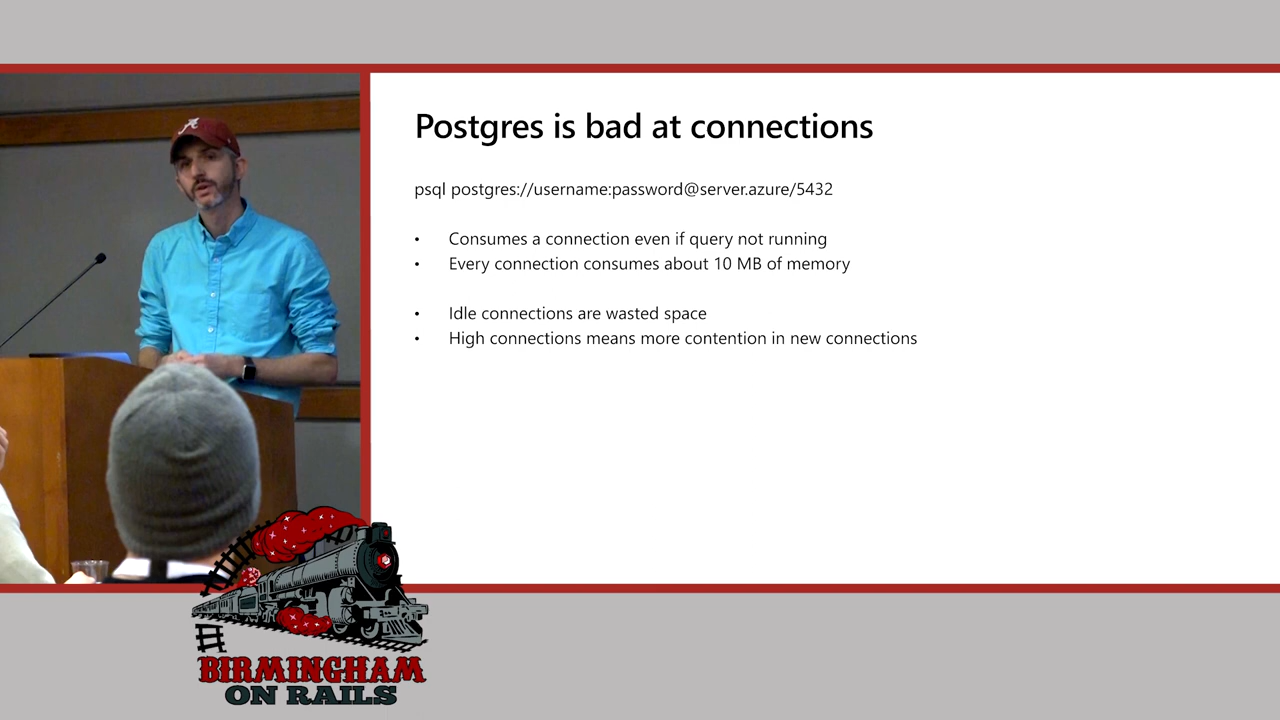 Postgres is bad at connections
psql postgres://username:password@server.azure/5432
• Consumes a connection even if query not running
• Every connection consumes about 10 MB of memory
• Idle connections are wasted space
• High connections means more contention in new connections
A
BIRMINGHAM
ON RAILS